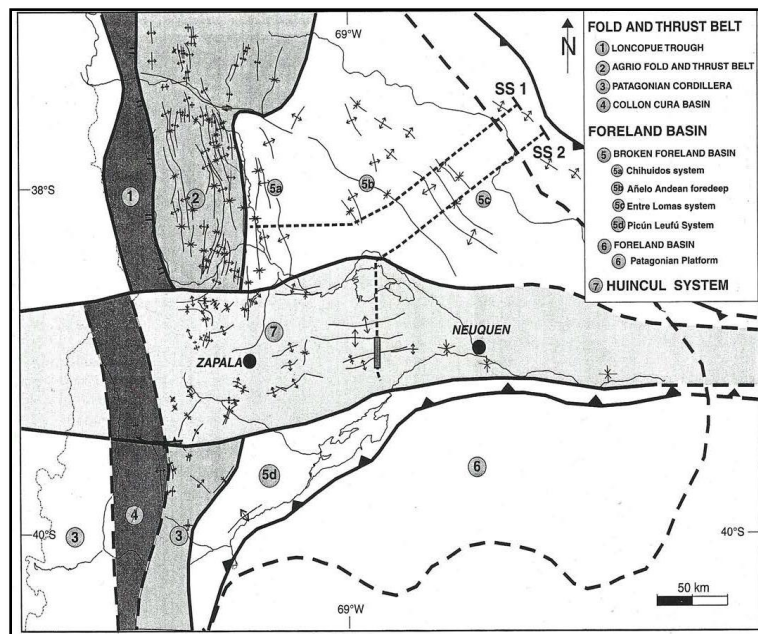 69°W
N
SS 1
SS 2
38°S
1
2
5a
5b
5c
7
ZAPALA
NEUQUEN
5d
6
3
4
3
40°S
40°S
69°W
50 km
FOLD AND THRUST BELT
1 LONCOPUE TROUGH
2 AGRIO FOLD AND THRUST BELT
3 PATAGONIAN CORDILLERA
4 COLLON CURA BASIN
FORELAND BASIN
5 BROKEN FORELAND BASIN
5a Chihuidos system
5b Añelo Andean foredeep
5c Entre Lomas system
5d Picún Leufú System
6 FORELAND BASIN
6 Patagonian Platform
7 HUINCUL SYSTEM